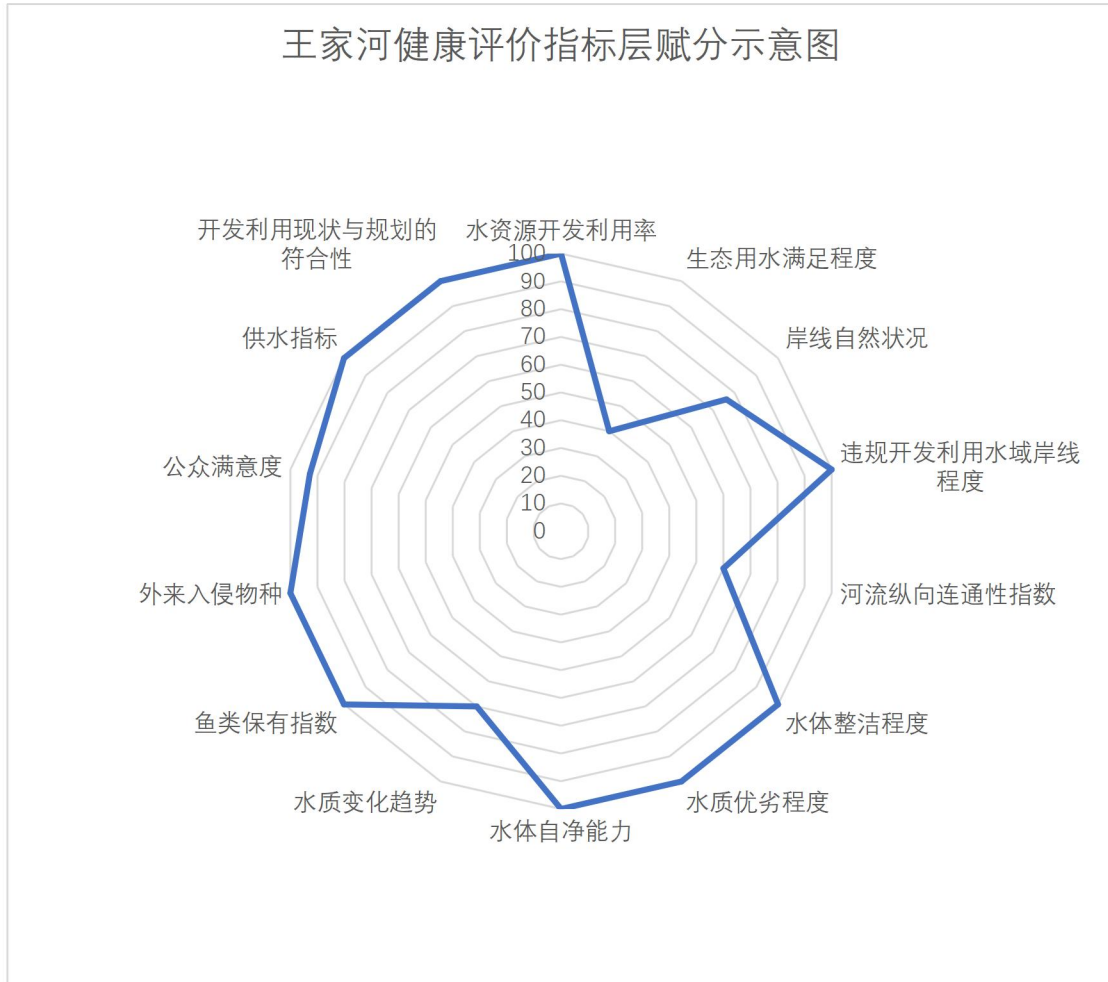 王家河健康评价指标层赋分示意图
开发利用现状与规划的
符合性
水资源开发利用率
生态用水满足程度
岸线自然状况
违规开发利用水域岸线
程度
河流纵向连通性指数
水体整洁程度
水质优劣程度
水体自净能力
水质变化趋势
鱼类保有指数
外来入侵物种
公众满意度
供水指标
100
90
80
70
60
50
40
30
20
10
0